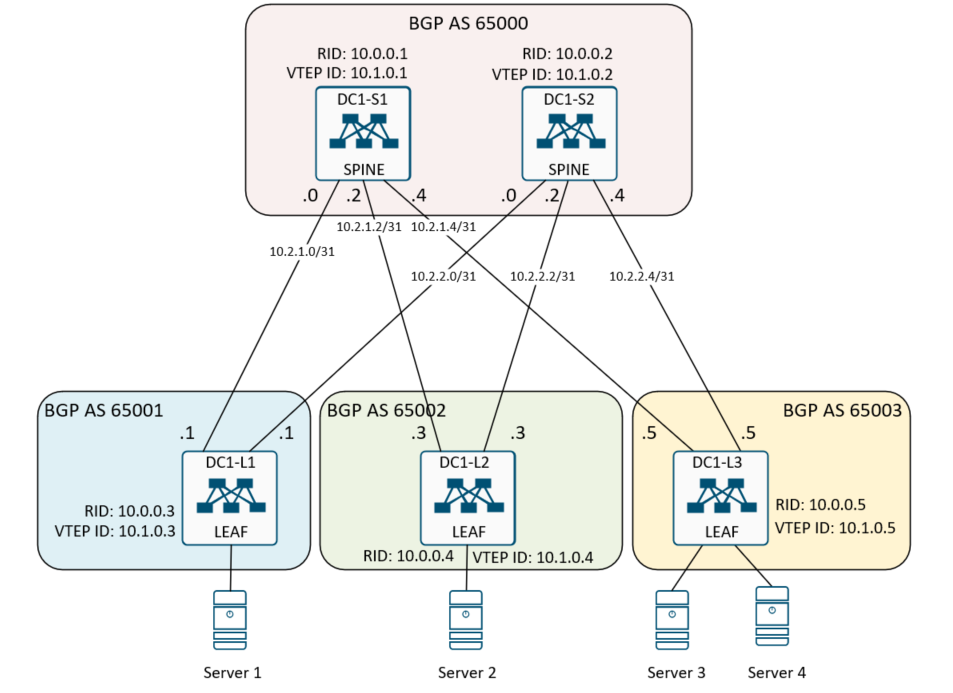 BGP AS 65000
RID: 10.0.0.1
VTEP ID: 10.1.0.1
RID: 10.0.0.2
VTEP ID: 10.1.0.2
DC1-S1
DC1-S2
SPINE
SPINE
.0 .2 .4
.0 .2 .4
10.2.1.2/31 10.2.1.4/31
10.2.1.0/31
10.2.2.0/31 10.2.2.2/31 10.2.2.4/31
BGP AS 65001
.1 .1
DC1-L1
RID: 10.0.0.3
VTEP ID: 10.1.0.3
LEAF
BGP AS 65002
.3 .3
DC1-L2
LEAF
RID: 10.0.0.4 VTEP ID: 10.1.0.4
BGP AS 65003
.5 .5
DC1-L3
RID: 10.0.0.5
VTEP ID: 10.1.0.5
LEAF
Server 1
Server 2
Server 3
Server 4